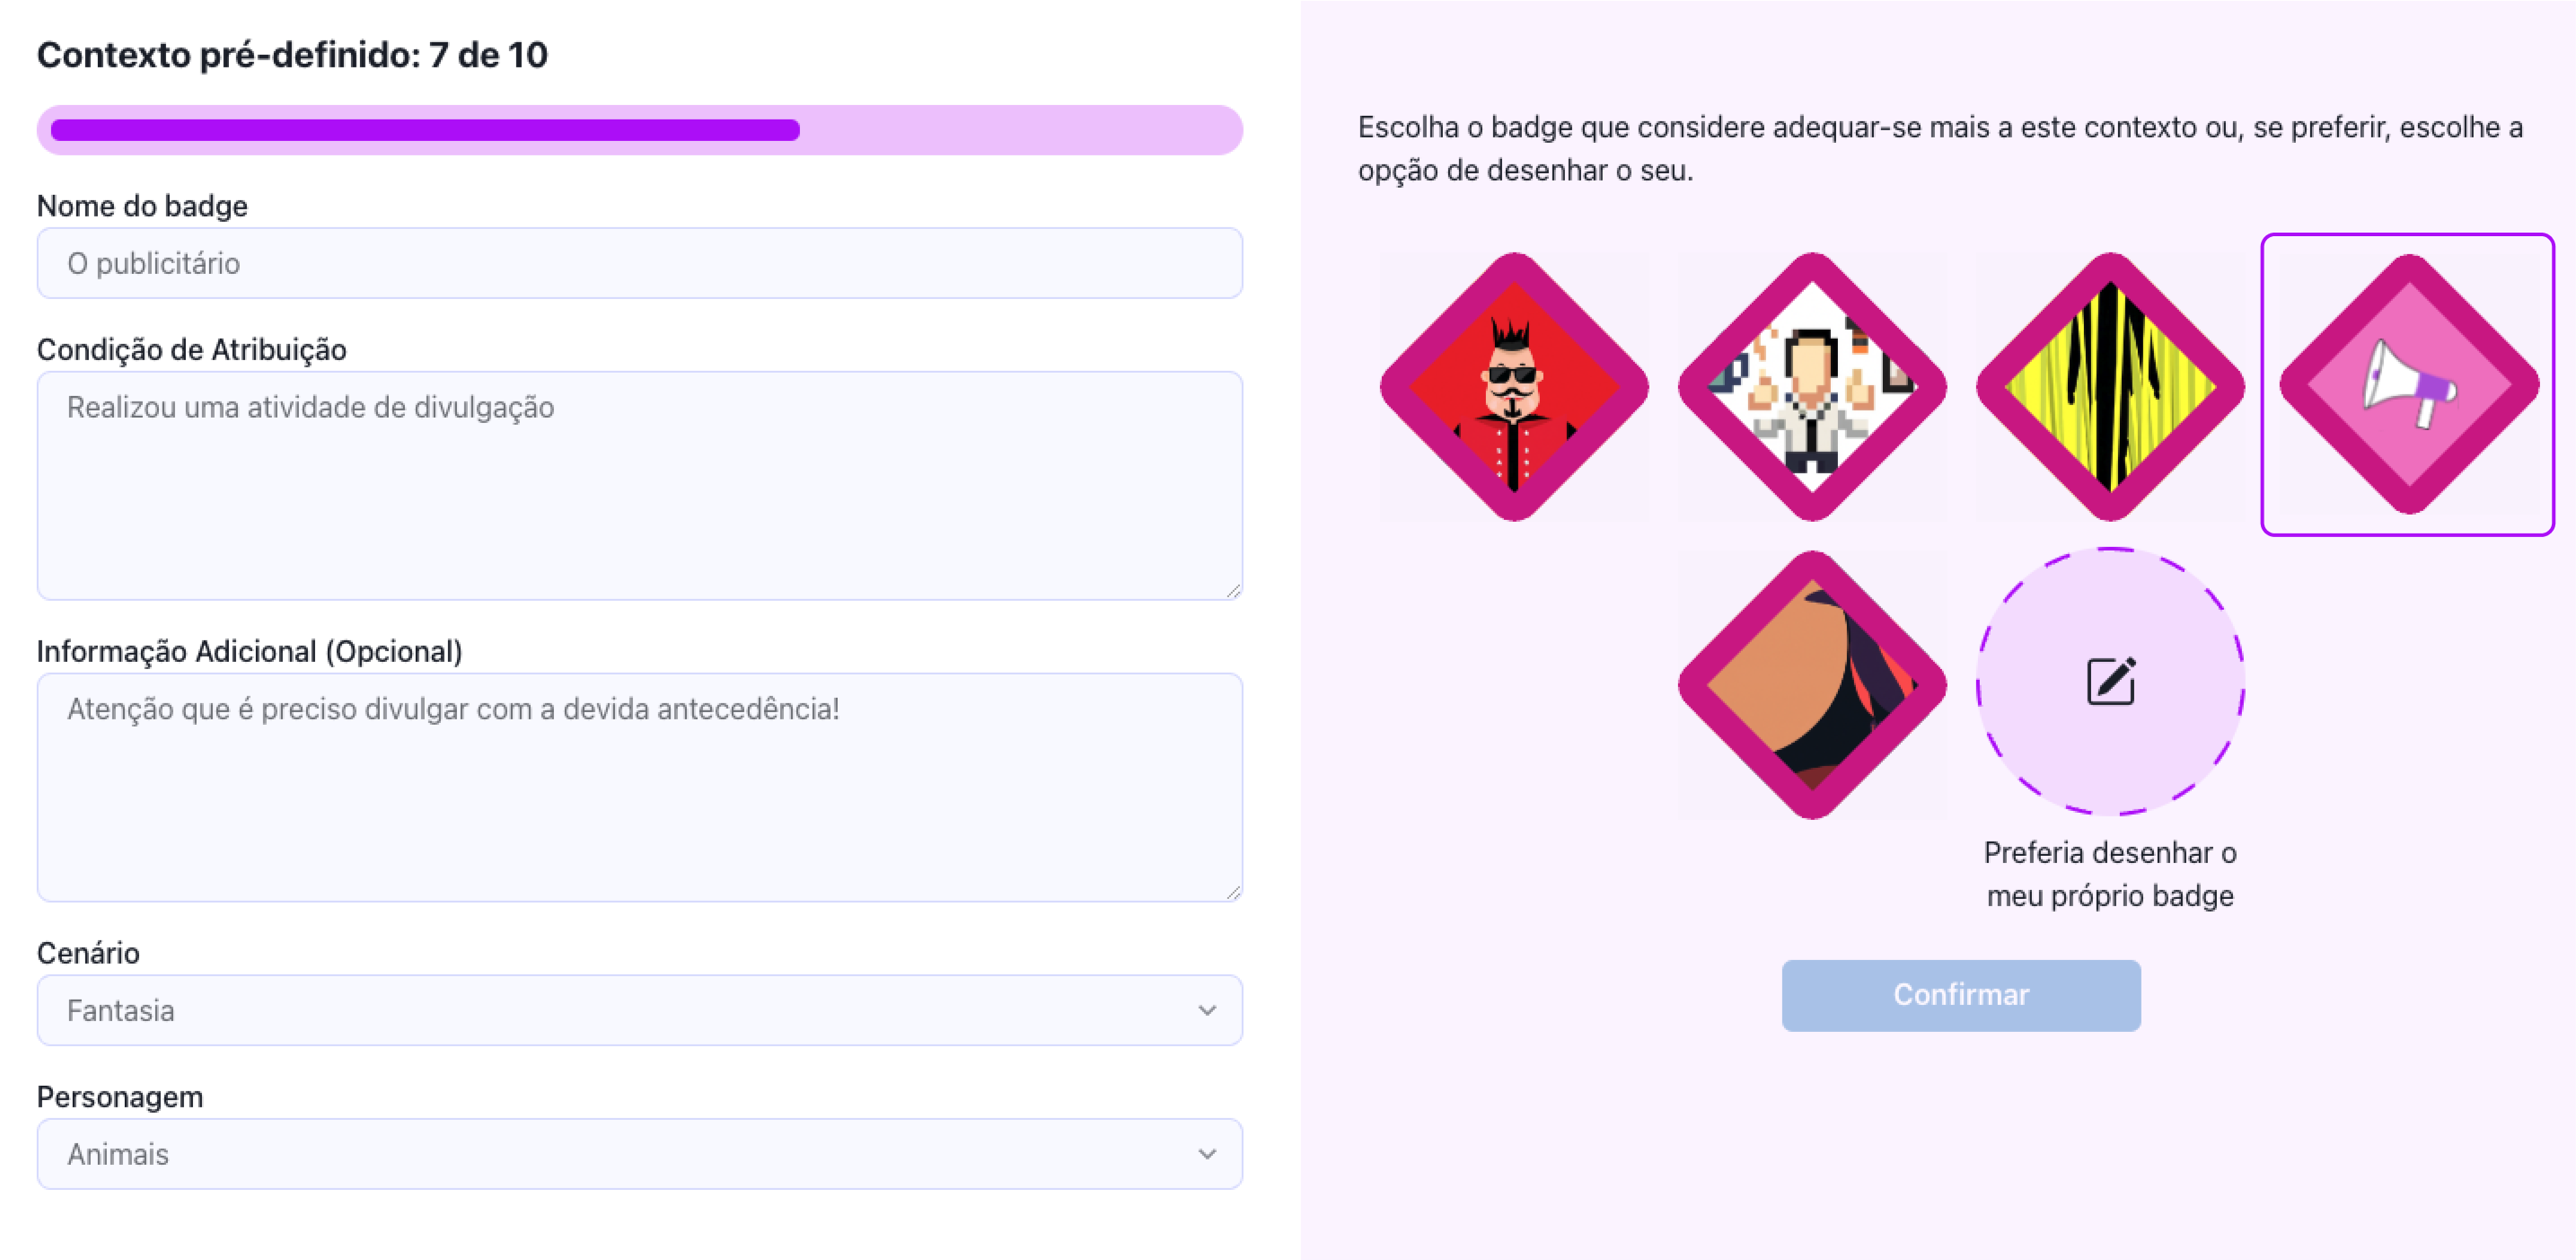 Contexto pré-definido: 7 de 10
Nome do badge
O publicitário
Condição de Atribuição
Realizou uma atividade de divulgação
Informação Adicional (Opcional)
Atenção que é preciso divulgar com a devida antecedência!
Cenário
Fantasia
Personagem
Animais
Escolha o badge que considere adequar-se mais a este contexto ou, se preferir, escolhe a
opção de desenhar o seu.
Preferia desenhar o
meu próprio badge
Confirmar